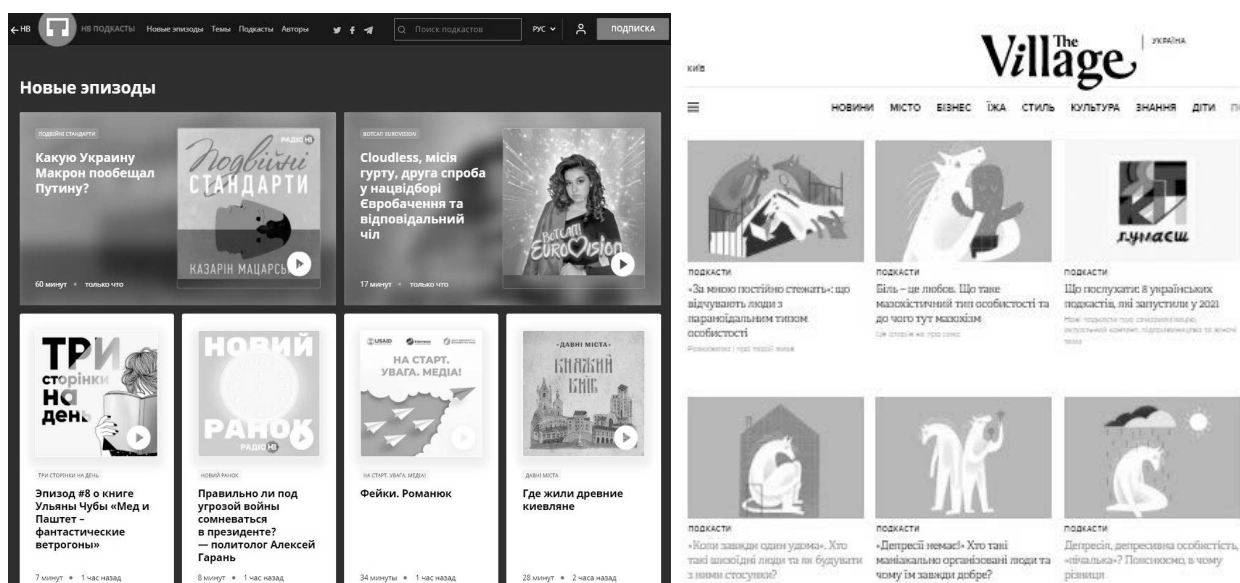 НВ
НВ ПОДКАСТЫ
Новые эпизоды Темы Подкасты Авторы
Поиск подкастов
РУС
ПОДПИСКА
Новые эпизоды
ПОДВІЙНІ СТАНДАРТИ
Какую Украину
Макрон пообещал
Путину?
60 минут • только что
РАДІО НВ
Подвійні
СТАНДАРТИ
КАЗАРІН МАЦАРСЬ
ВОТСАП EUROVISION
Cloudless, місія
гурту, друга спроба
у нацвідборі
Євробачення та
відповідальний
чіл
17 минут • только что
ВОТСАП
EUROVISION
ТРИ
сторінки
на
день
ТРИ СТОРІНКИ НА ДЕНЬ
Эпизод #8 о книге
Ульяны Чубы «Мед и
Паштет –
фантастические
ветрогоны»
7 минут • 1 час назад
НОВИЙ
РАНОК
РАДІО НВ
НОВИЙ РАНОК
Правильно ли под
угрозой войны
сомневаться
в президенте?
— политолог Алексей
Гарань
8 минут • 1 час назад
USAID
НА СТАРТ.
УВАГА. МЕДІА!
НА СТАРТ. УВАГА. МЕДІА!
Фейки. Романюк
34 минуты • 1 час назад
•ДАВНІ МІСТА•
КНЯЖИЙ
КИЇВ
ДАВНІ МІСТА
Где жили древние
киевляне
28 минут • 2 часа назад
КИЇВ
The Village
УКРАЇНА
НОВИНИ МІСТО БІЗНЕС ЇЖА СТИЛЬ КУЛЬТУРА ЗНАННЯ ДІТИ
ПОДКАСТИ
«За мною постійно стежать»: що
відчувають люди з
параноїдальним типом
особистості
ПОДКАСТИ
Біль – це любов. Що таке
мазохістичний тип особистості та
до чого тут мазохізм
Ця історія не про секс
ПОДКАСТИ
Що послухати: 8 українських
подкастів, які запустили у 2021
ПОДКАСТИ
«Коли завжди один удома». Хто
такі шизоїдні люди та як будувати
з ними стосунки?
ПОДКАСТИ
«Депресії немає!» Хто такі
маніакально організовані люди та
чому їм завжди добре?
ПОДКАСТИ
Депресія, депресивна особистість,
«пічалька»? Пояснюємо, в чому
різниця